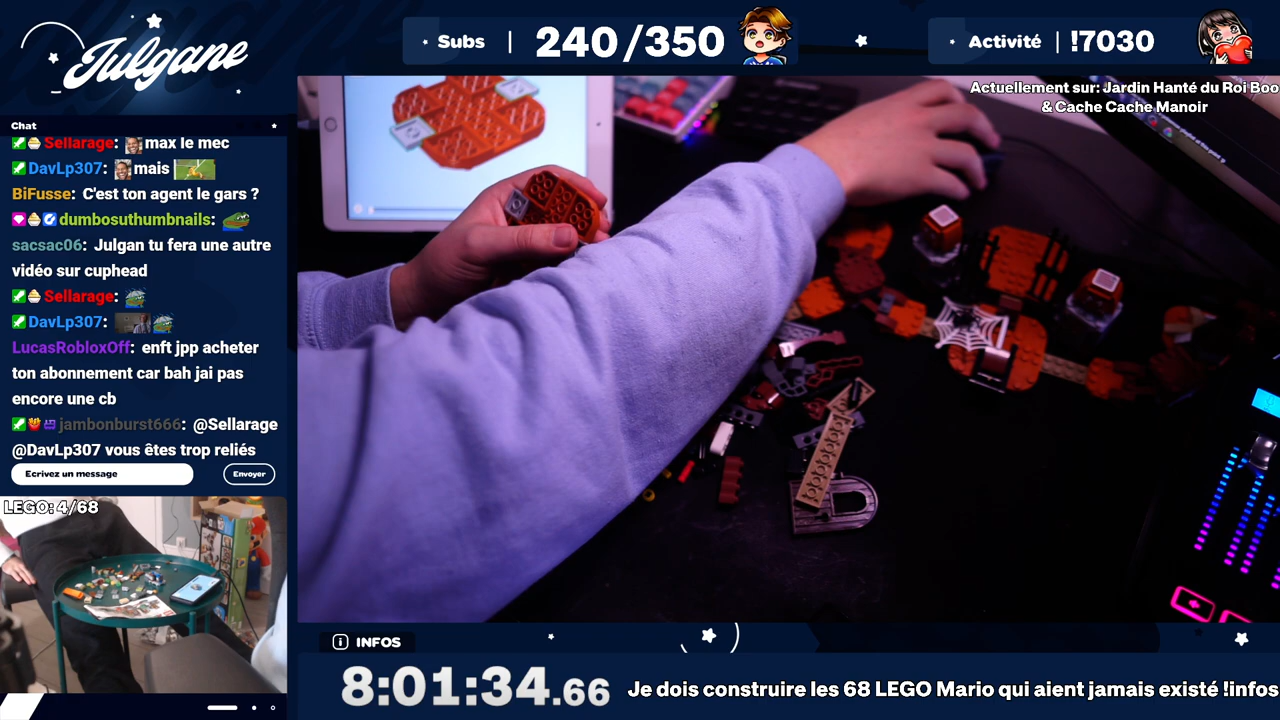 Julgane
Subs | 240/350
Activité | !7030
Actuellement sur: Jardin Hanté du Roi Boo
& Cache Cache Manoir
Chat
Sellarage: max le mec
DavLp307: mais
BiFusse: C'est ton agent le gars ?
dumbosuthumbnails:
sacsac06: Julgan tu fera une autre
vidéo sur cuphead
Sellarage:
DavLp307:
LucasRobloxOff: enft jpp acheter
ton abonnement car bah jai pas
encore une cb
jambonburst666: @Sellarage
@DavLp307 vous êtes trop reliés
Ecrivez un message
Envoyer
LEGO: 4/68
INFOS
8:01:34.66
Je dois construire les 68 LEGO Mario qui aient jamais existé !infos